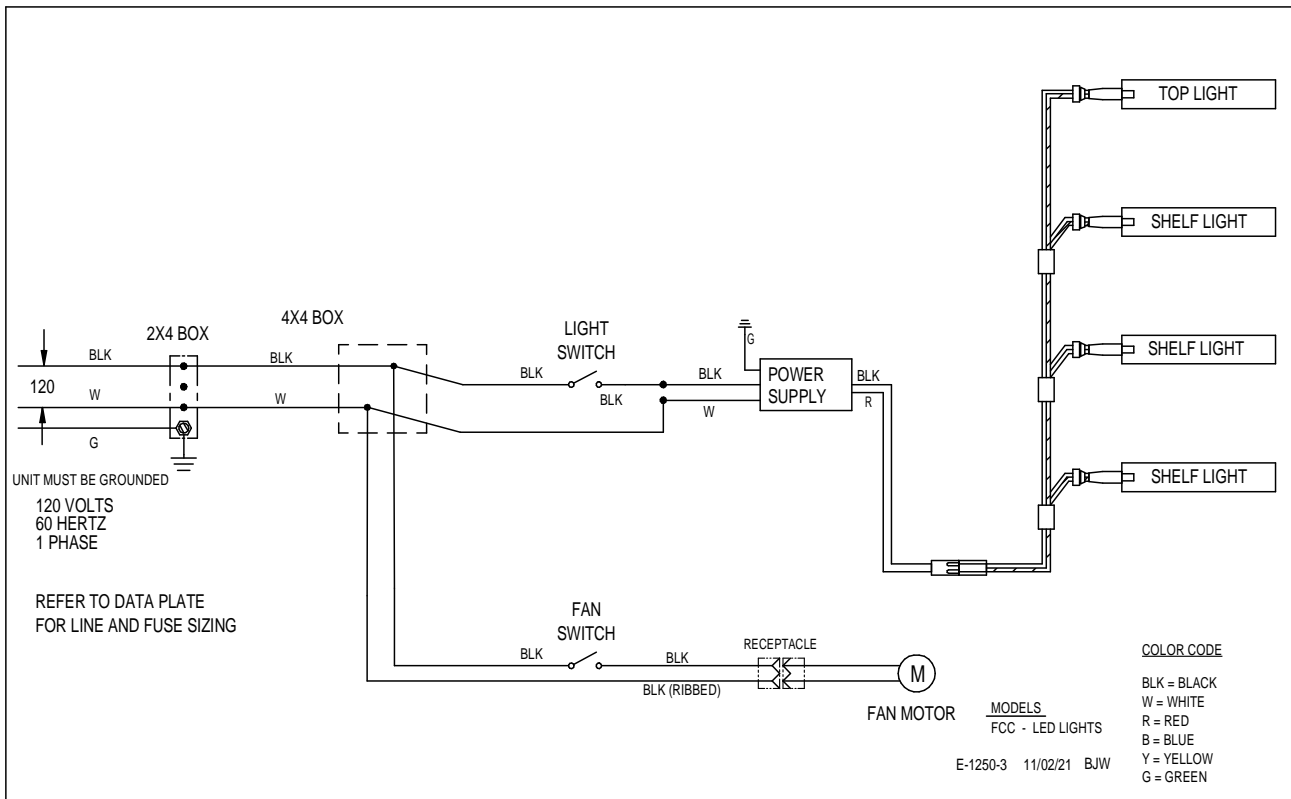 TOP LIGHT
SHELF LIGHT
SHELF LIGHT
SHELF LIGHT
2X4 BOX
4X4 BOX
LIGHT
SWITCH
BLK
BLK
BLK
BLK
BLK
W
W
W
120
G
G
POWER
SUPPLY
BLK
R
UNIT MUST BE GROUNDED
120 VOLTS
60 HERTZ
1 PHASE
REFER TO DATA PLATE
FOR LINE AND FUSE SIZING
FAN
SWITCH
BLK
BLK
BLK (RIBBED)
RECEPTACLE
M
FAN MOTOR
MODELS
FCC - LED LIGHTS
E-1250-3 11/02/21 BJW
COLOR CODE
BLK = BLACK
W = WHITE
R = RED
B = BLUE
Y = YELLOW
G = GREEN